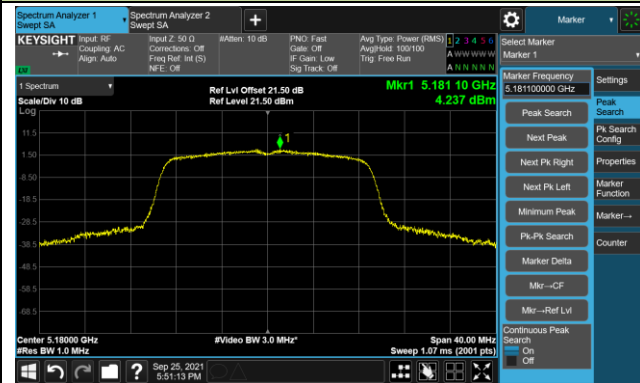 Spectrum Analyzer 1
Swept SA
Spectrum Analyzer 2
Swept SA
+
Marker
KEYSIGHT
Input: RF
Coupling: AC
Align: Auto
Input Z: 50 Ω
Corrections: Off
Freq Ref: Int (S)
NFE: Off
#Atten: 10 dB
PNO: Fast
Gate: Off
IF Gain: Low
Sig Track: Off
Avg Type: Power (RMS)
Avg|Hold: 100/100
Trig: Free Run
1 2 3 4 5 6
A W W W W W
A N N N N N
Select Marker
Marker 1
1 Spectrum
Scale/Div 10 dB
Log
Ref Lvl Offset 21.50 dB
Ref Level 21.50 dBm
Mkr1 5.181 10 GHz
4.237 dBm
11.5
1.50
-8.50
-18.5
-28.5
-38.5
-48.5
-58.5
-68.5
1
Center 5.18000 GHz
#Res BW 1.0 MHz
#Video BW 3.0 MHz*
Span 40.00 MHz
Sweep 1.07 ms (2001 pts)
Marker Frequency
5.181100000 GHz
Peak Search
Next Peak
Next Pk Right
Next Pk Left
Minimum Peak
Pk-Pk Search
Marker Delta
Mkr→CF
Mkr→Ref Lvl
Continuous Peak
Search
On
Off
Settings
Peak
Search
Pk Search
Config
Properties
Marker
Function
Marker→
Counter
?
Sep 25, 2021
5:51:13 PM